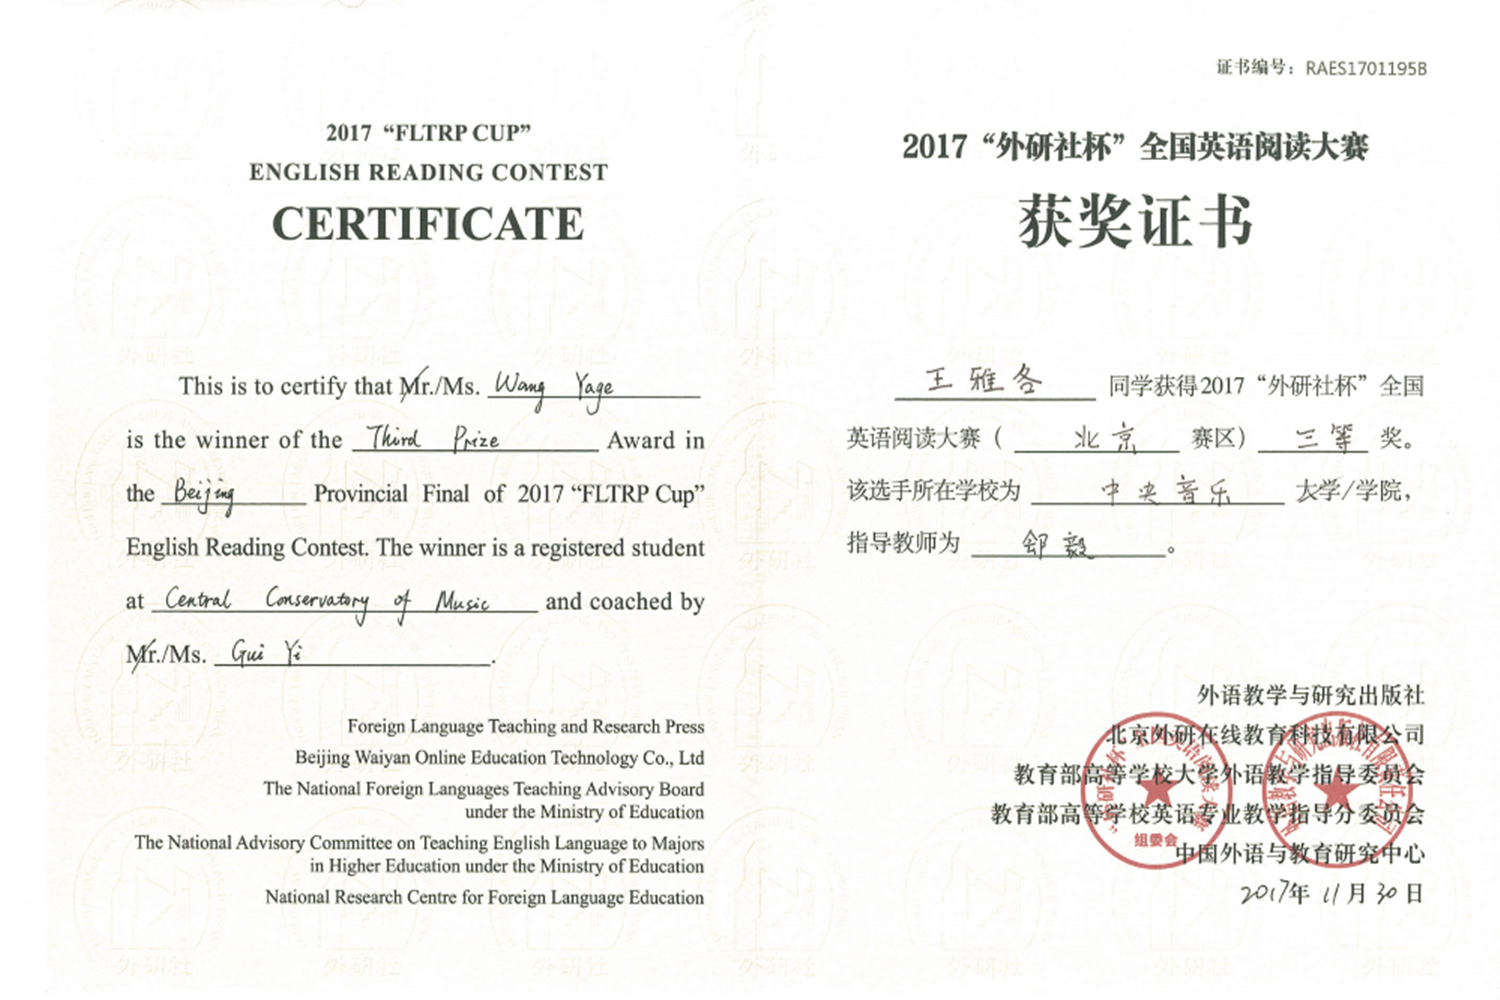 2017 “FLTRP CUP”
ENGLISH READING CONTEST
CERTIFICATE
This is to certify that Mr./Ms. Wang Yage
is the winner of the Third Prize Award in
the Beijing Provincial Final of 2017 “FLTRP Cup”
English Reading Contest. The winner is a registered student
at Central Conservatory of Music and coached by
Mr./Ms. Gui Yi.
Foreign Language Teaching and Research Press
Beijing Waiyan Online Education Technology Co., Ltd
The National Foreign Languages Teaching Advisory Board
under the Ministry of Education
The National Advisory Committee on Teaching English Language to Majors
in Higher Education under the Ministry of Education
National Research Centre for Foreign Language Education
证书编号：RAES1701195B
2017“外研社杯”全国英语阅读大赛
获奖证书
王雅各 同学获得2017“外研社杯”全国
英语阅读大赛（ 北京 赛区）三等 奖。
该选手所在学校为 中央音乐 大学/学院，
指导教师为 毅。
外语教学与研究出版社
北京外研在线教育科技有限公司
教育部高等学校大学外语教学指导委员会
教育部高等学校英语专业教学指导分委员会
中国外语与教育研究中心
2017年11月30日
组委会
外研社